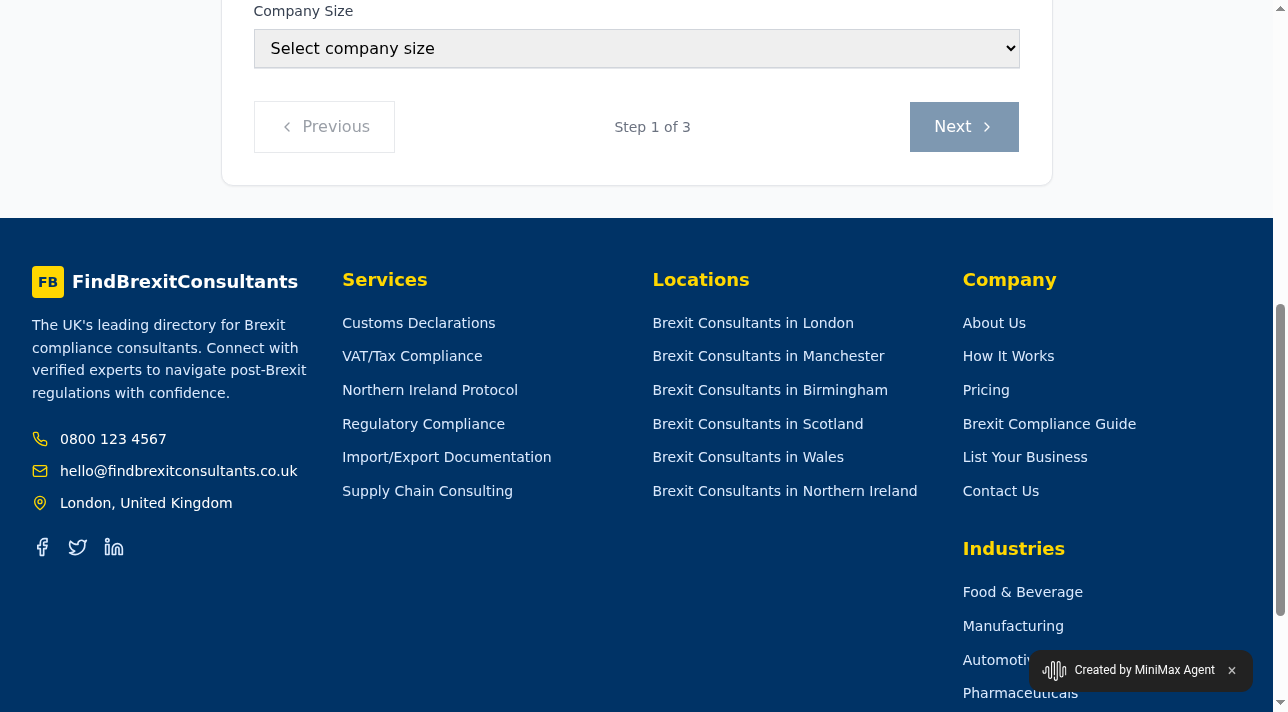 Company Size
Select company size
Previous
Step 1 of 3
Next
FB FindBrexitConsultants
The UK's leading directory for Brexit
compliance consultants. Connect with
verified experts to navigate post-Brexit
regulations with confidence.
0800 123 4567
hello@findbrexitconsultants.co.uk
London, United Kingdom
Services
Customs Declarations
VAT/Tax Compliance
Northern Ireland Protocol
Regulatory Compliance
Import/Export Documentation
Supply Chain Consulting
Locations
Brexit Consultants in London
Brexit Consultants in Manchester
Brexit Consultants in Birmingham
Brexit Consultants in Scotland
Brexit Consultants in Wales
Brexit Consultants in Northern Ireland
Company
About Us
How It Works
Pricing
Brexit Compliance Guide
List Your Business
Contact Us
Industries
Food & Beverage
Manufacturing
Pharmaceuticals
Created by MiniMax Agent